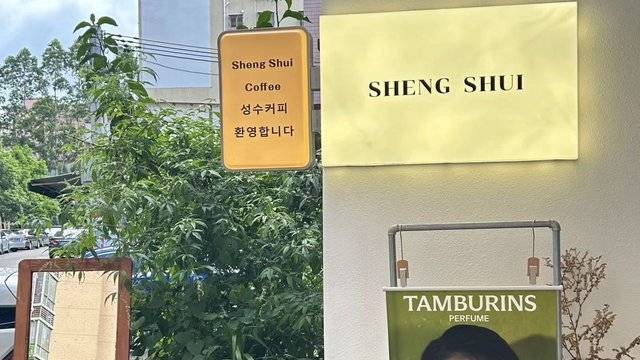 Sheng Shui
Coffee
성수커피
환영합니다
SHENG SHUI
TAMBURINS
PERFUME